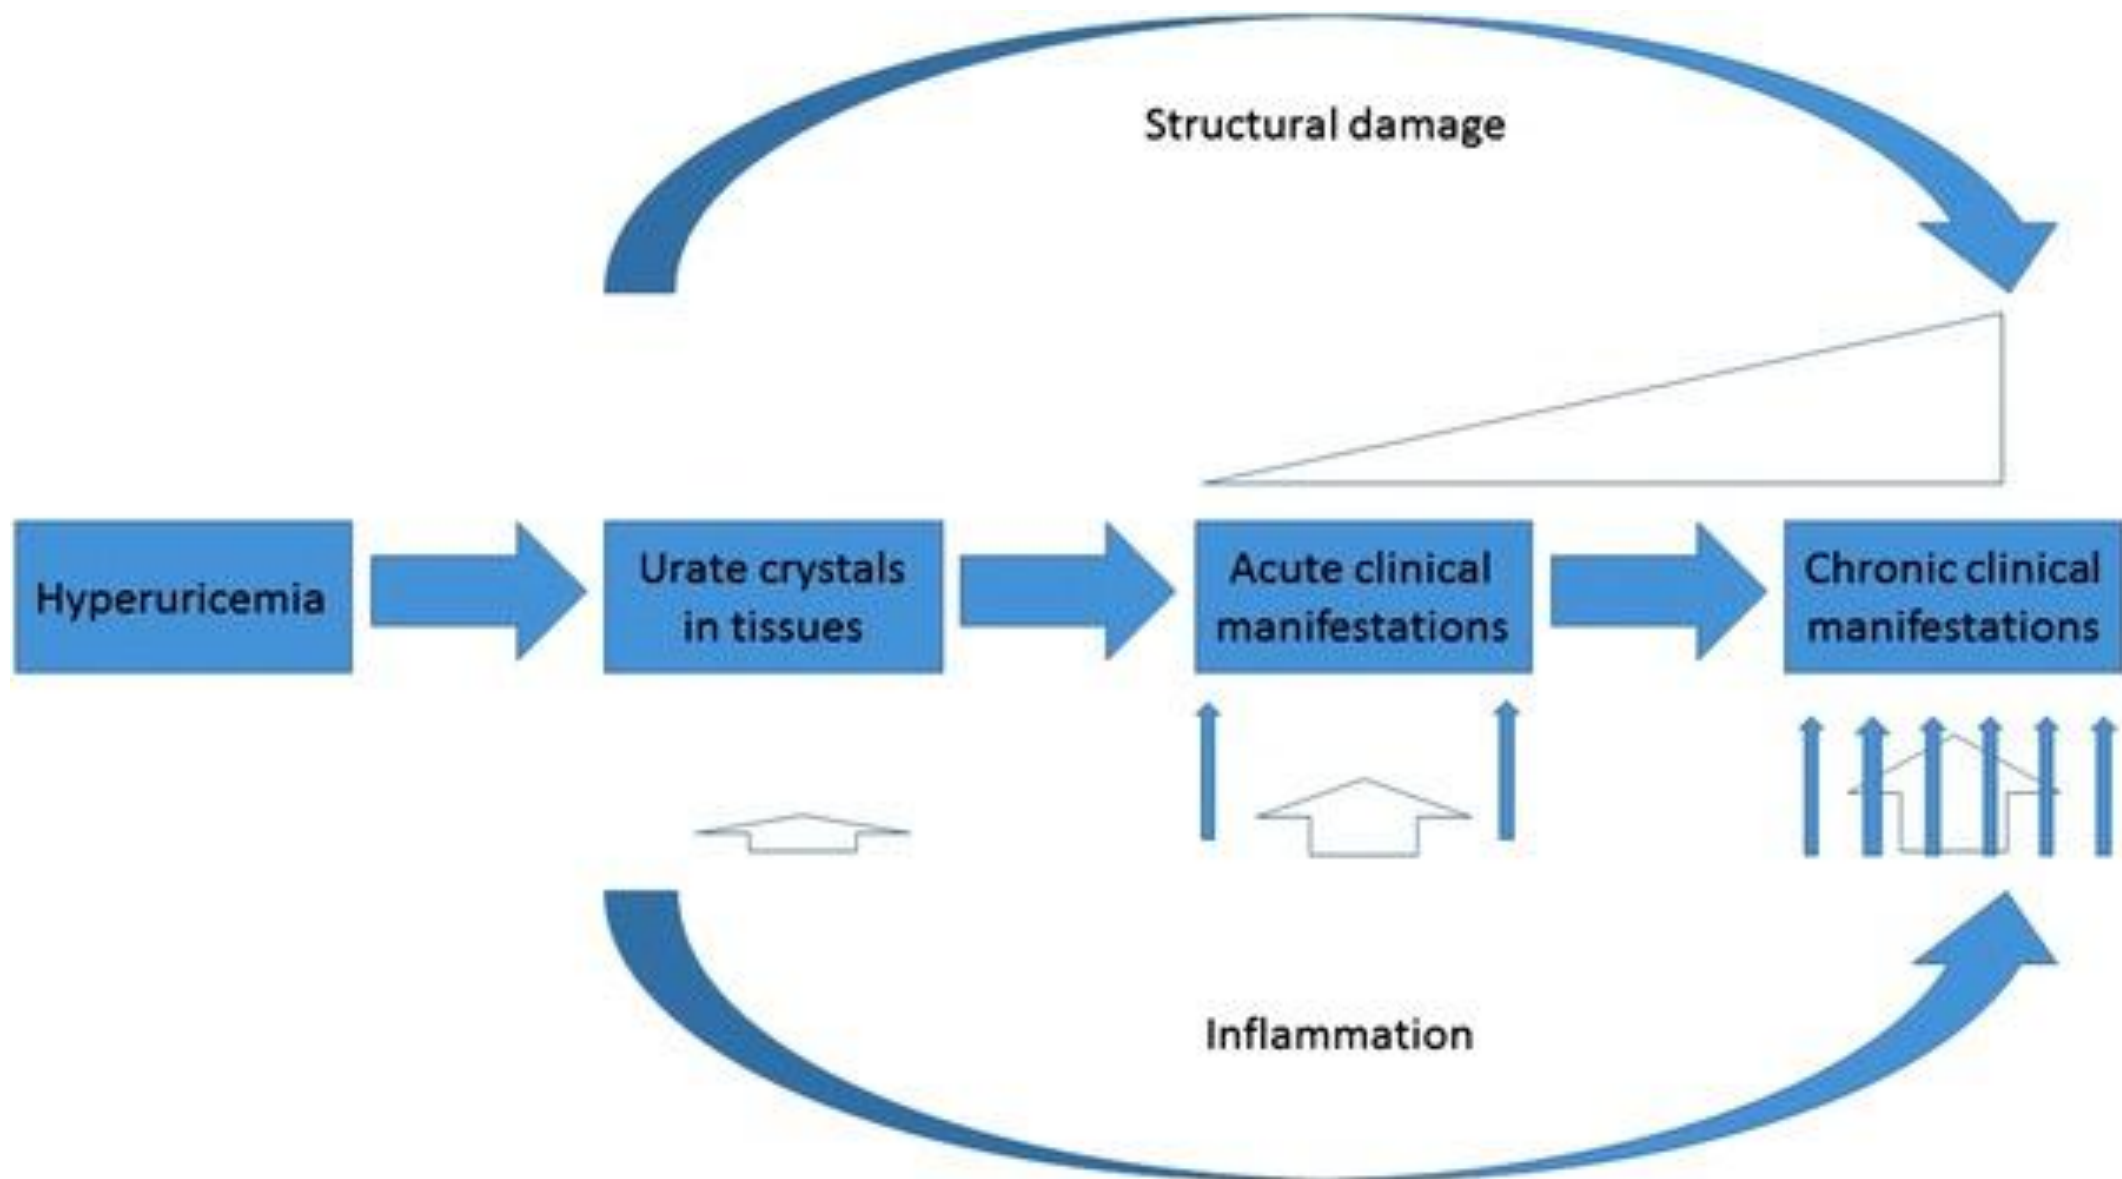 Structural damage
Hyperuricemia
Urate crystals
in tissues
Acute clinical
manifestations
Chronic clinical
manifestations
Inflammation